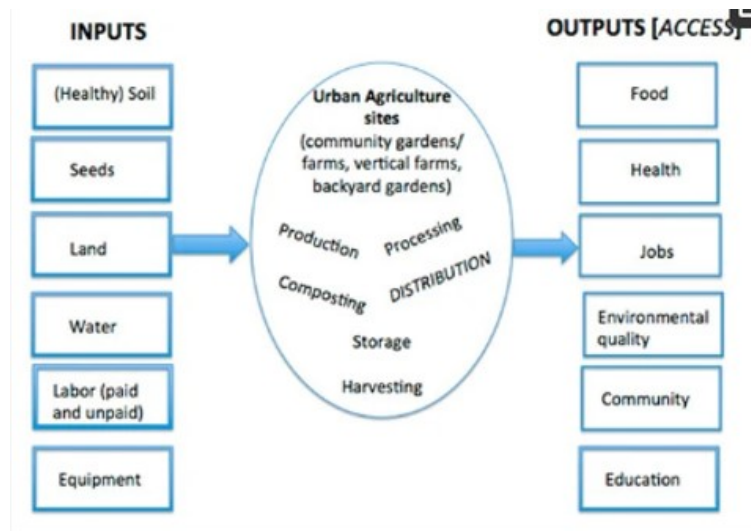 INPUTS
(Healthy) Soil
Seeds
Land
Water
Labor (paid
and unpaid)
Equipment
Urban Agriculture
sites
(community gardens/
farms, vertical farms,
backyard gardens)
Production
Processing
Composting
DISTRIBUTION
Storage
Harvesting
OUTPUTS [ACCESS]
Food
Health
Jobs
Environmental
quality
Community
Education